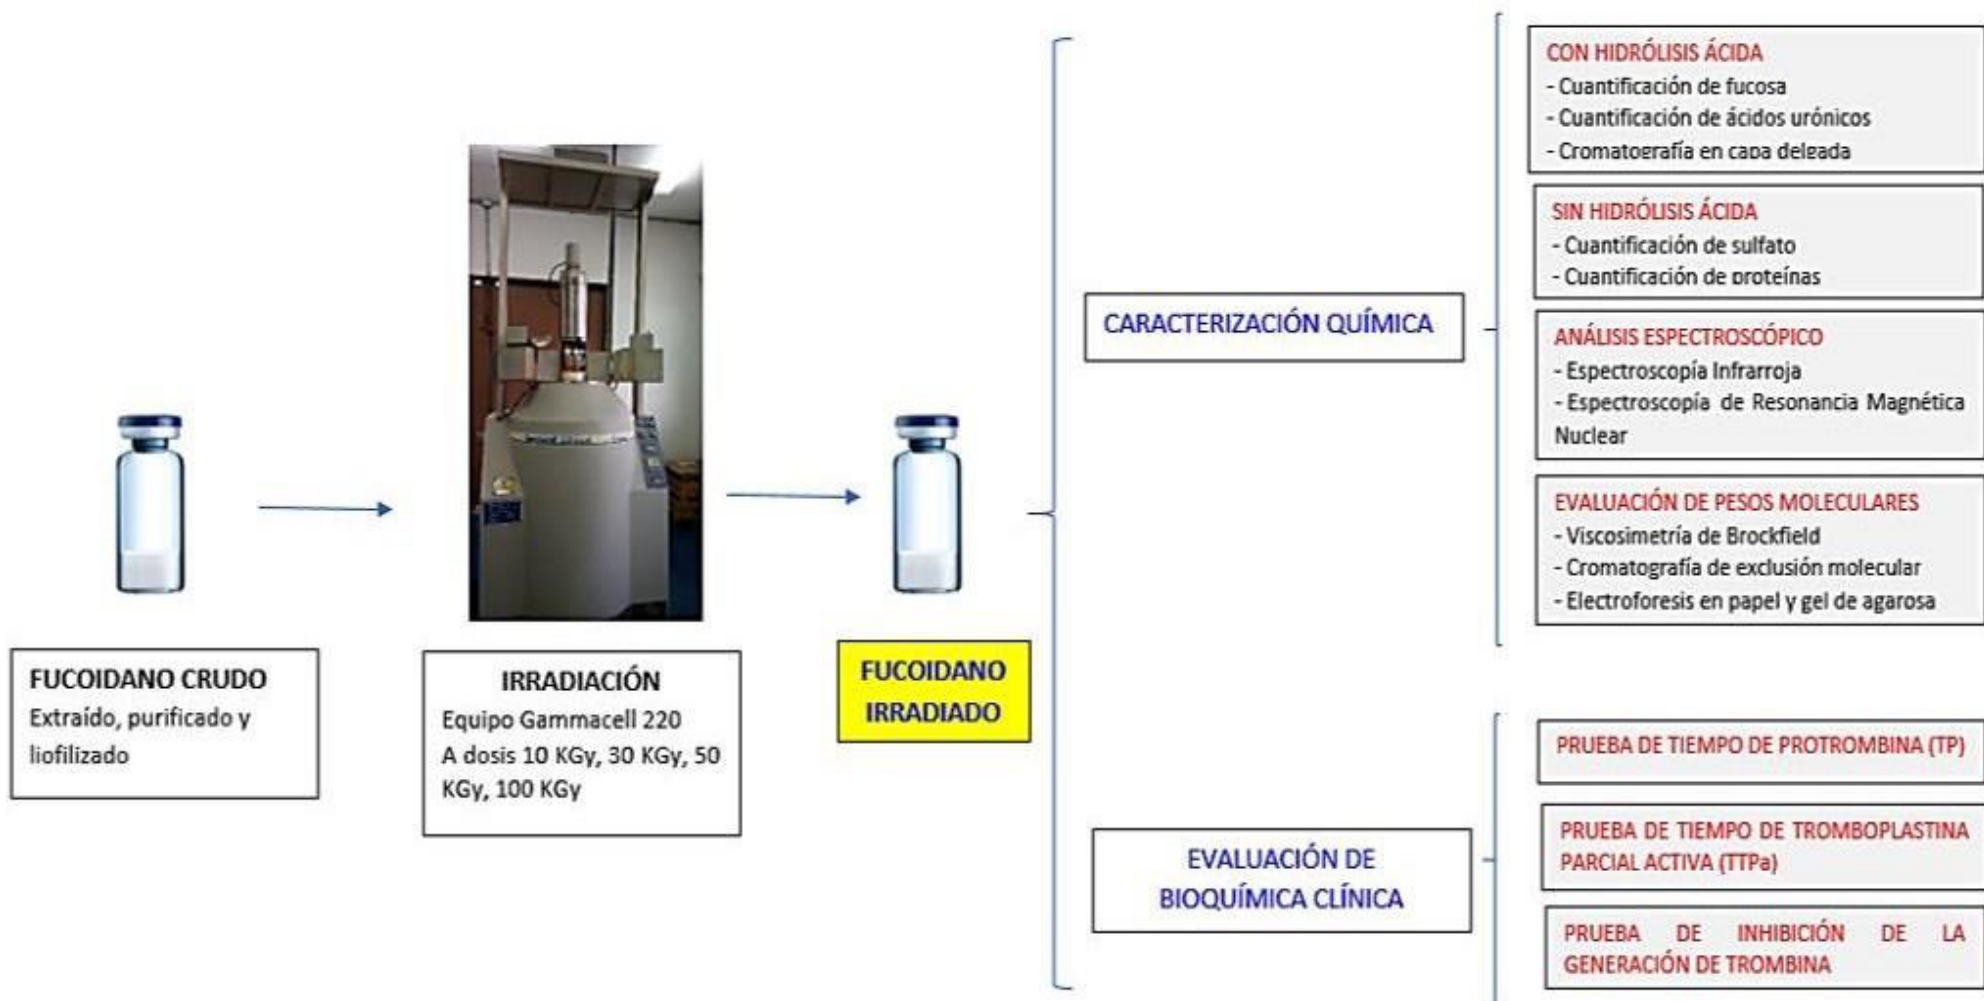 FUCOIDANO CRUDO
Extraído, purificado y
liofilizado
IRRADIACIÓN
Equipo Gammacell 220
A dosis 10 KGy, 30 KGy, 50
KGy, 100 KGy
FUCOIDANO
IRRADIADO
CARACTERIZACIÓN QUÍMICA
CON HIDRÓLISIS ÁCIDA
- Cuantificación de fucosa
- Cuantificación de ácidos urónicos
- Cromatografía en capa delgada
SIN HIDRÓLISIS ÁCIDA
- Cuantificación de sulfato
- Cuantificación de proteínas
ANÁLISIS ESPECTROSCÓPICO
- Espectroscopía Infrarroja
- Espectroscopía de Resonancia Magnética
Nuclear
EVALUACIÓN DE PESOS MOLECULARES
- Viscosimetría de Brockfield
- Cromatografía de exclusión molecular
- Electroforesis en papel y gel de agarosa
EVALUACIÓN DE
BIOQUÍMICA CLÍNICA
PRUEBA DE TIEMPO DE PROTROMBINA (TP)
PRUEBA DE TIEMPO DE TROMBOPLASTINA
PARCIAL ACTIVA (TTPa)
PRUEBA DE INHIBICIÓN DE LA
GENERACIÓN DE TROMBINA